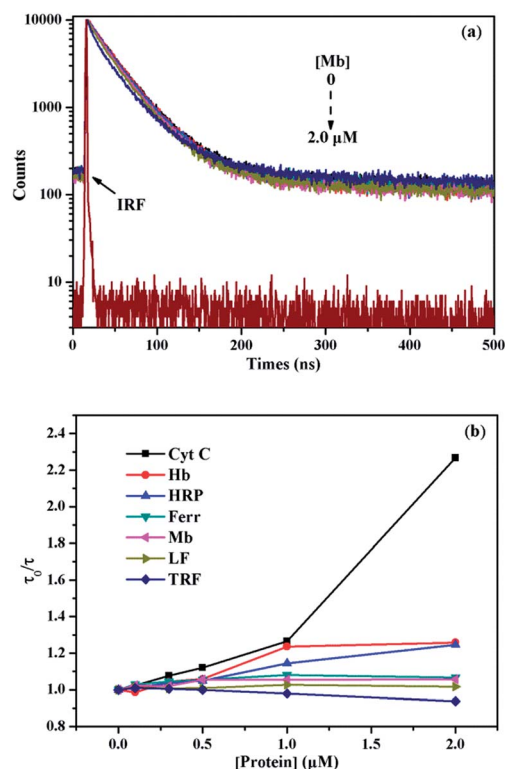 (a)
[Mb]
0
2.0 μM
IRF
Counts
10000
1000
100
10
0 100 200 300 400 500
Times (ns)
(b)
Cyt C
Hb
HRP
Ferr
Mb
LF
TRF
τ0/τ
2.4
2.2
2.0
1.8
1.6
1.4
1.2
1.0
0.8
0.0 0.5 1.0 1.5 2.0
[Protein] (μM)